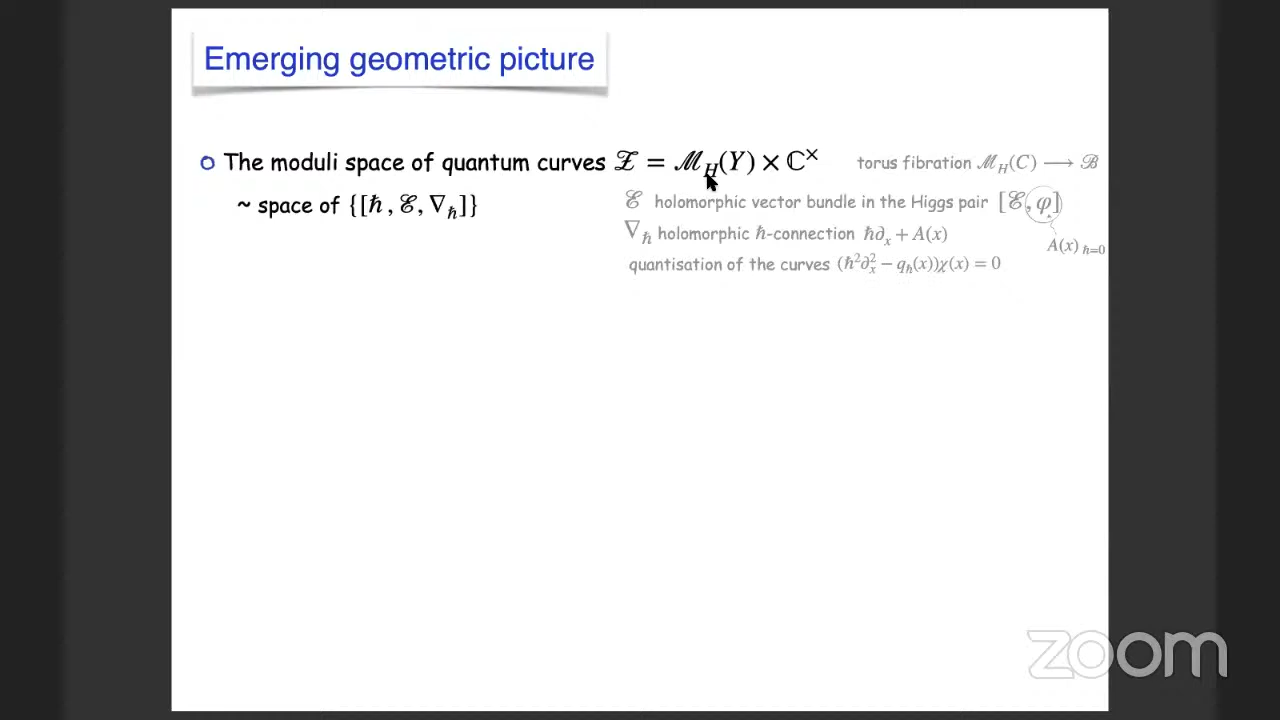 Emerging geometric picture
The moduli space of quantum curves 𝒵 = ℳ_H(Y) × ℂ^× torus fibration ℳ_H(C) ⟶ ℬ
~ space of {[ℏ, ℰ, ∇_ℏ]}
ℰ holomorphic vector bundle in the Higgs pair [ℰ, φ]
∇_ℏ holomorphic ℏ-connection ℏ∂_x + A(x)
A(x)_{ℏ=0}
quantisation of the curves (ℏ²∂_x² − q_ℏ(x))χ(x) = 0
zoom